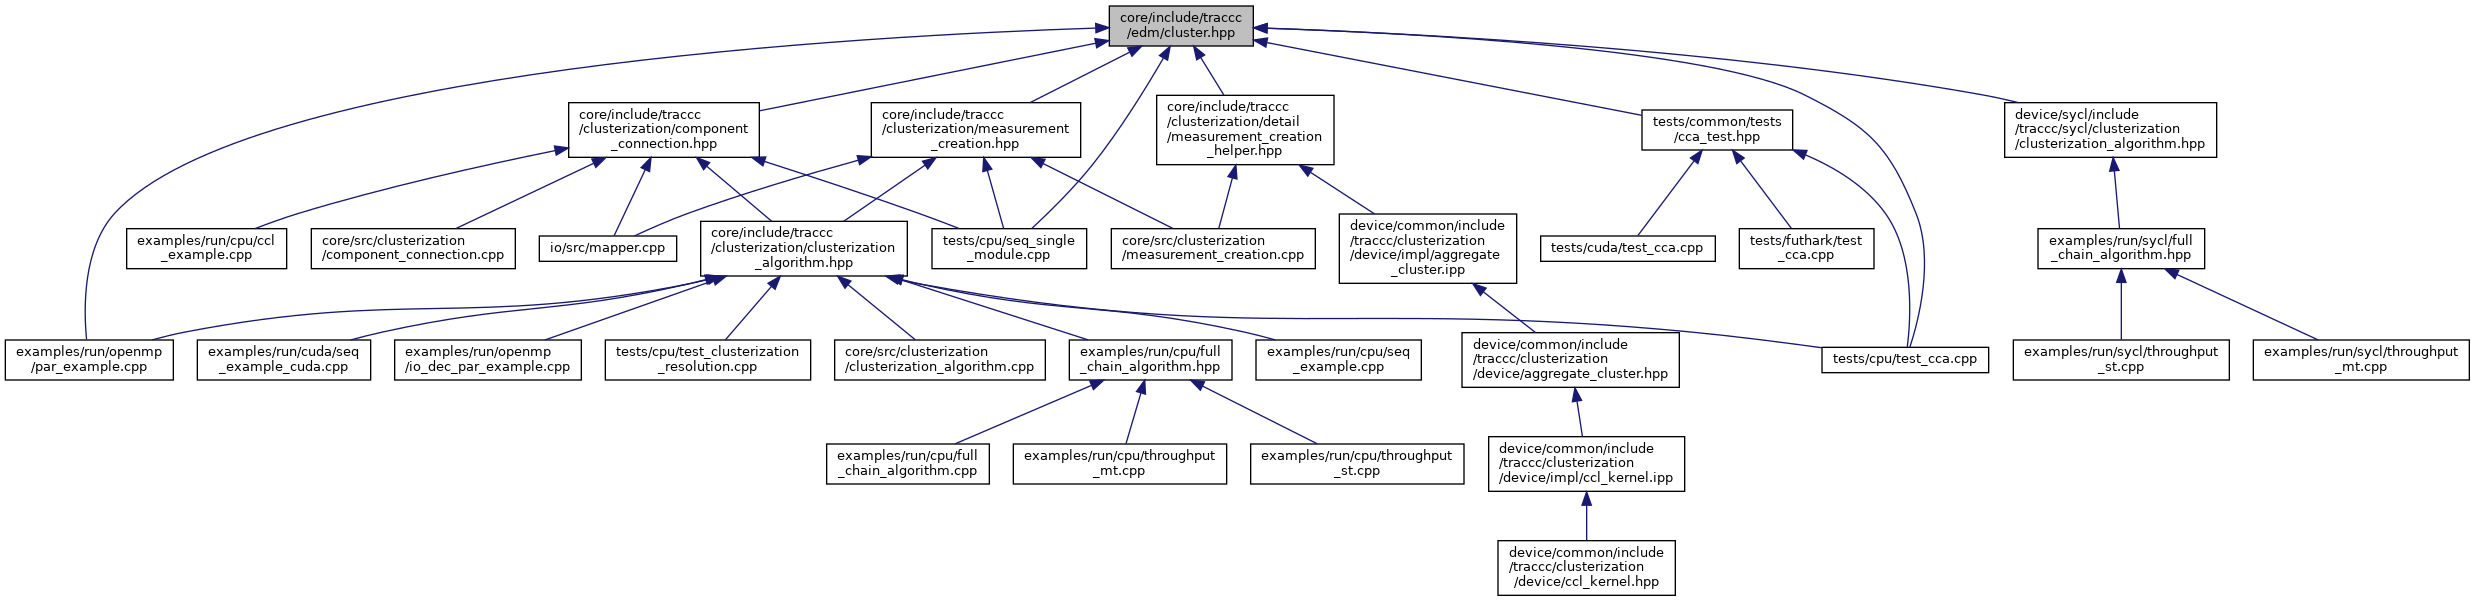 core/include/traccc
/edm/cluster.hpp
core/include/traccc
/clusterization/component
_connection.hpp
core/include/traccc
/clusterization/measurement
_creation.hpp
core/include/traccc
/clusterization/detail
/measurement_creation
_helper.hpp
tests/common/tests
/cca_test.hpp
device/sycl/include
/traccc/sycl/clusterization
/clusterization_algorithm.hpp
examples/run/cpu/ccl
_example.cpp
core/src/clusterization
/component_connection.cpp
io/src/mapper.cpp
core/include/traccc
/clusterization/clusterization
_algorithm.hpp
tests/cpu/seq_single
_module.cpp
core/src/clusterization
/measurement_creation.cpp
device/common/include
/traccc/clusterization
/device/impl/aggregate
_cluster.ipp
tests/cuda/test_cca.cpp
tests/futhark/test
_cca.cpp
examples/run/sycl/full
_chain_algorithm.hpp
examples/run/openmp
/par_example.cpp
examples/run/cuda/seq
_example_cuda.cpp
examples/run/openmp
/io_dec_par_example.cpp
tests/cpu/test_clusterization
_resolution.cpp
core/src/clusterization
/clusterization_algorithm.cpp
examples/run/cpu/full
_chain_algorithm.hpp
examples/run/cpu/seq
_example.cpp
device/common/include
/traccc/clusterization
/device/aggregate_cluster.hpp
tests/cpu/test_cca.cpp
examples/run/sycl/throughput
_st.cpp
examples/run/sycl/throughput
_mt.cpp
examples/run/cpu/full
_chain_algorithm.cpp
examples/run/cpu/throughput
_mt.cpp
examples/run/cpu/throughput
_st.cpp
device/common/include
/traccc/clusterization
/device/impl/ccl_kernel.ipp
device/common/include
/traccc/clusterization
/device/ccl_kernel.hpp